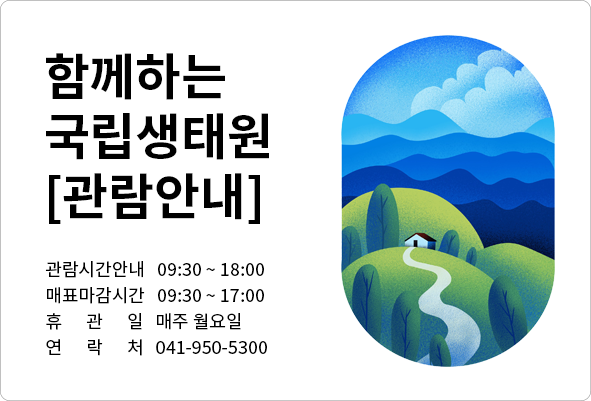 함께하는
국립생태원
[관람안내]
관람시간안내 09:30 ~ 18:00
매표마감시간 09:30 ~ 17:00
휴 관 일 매주 월요일
연 락 처 041-950-5300